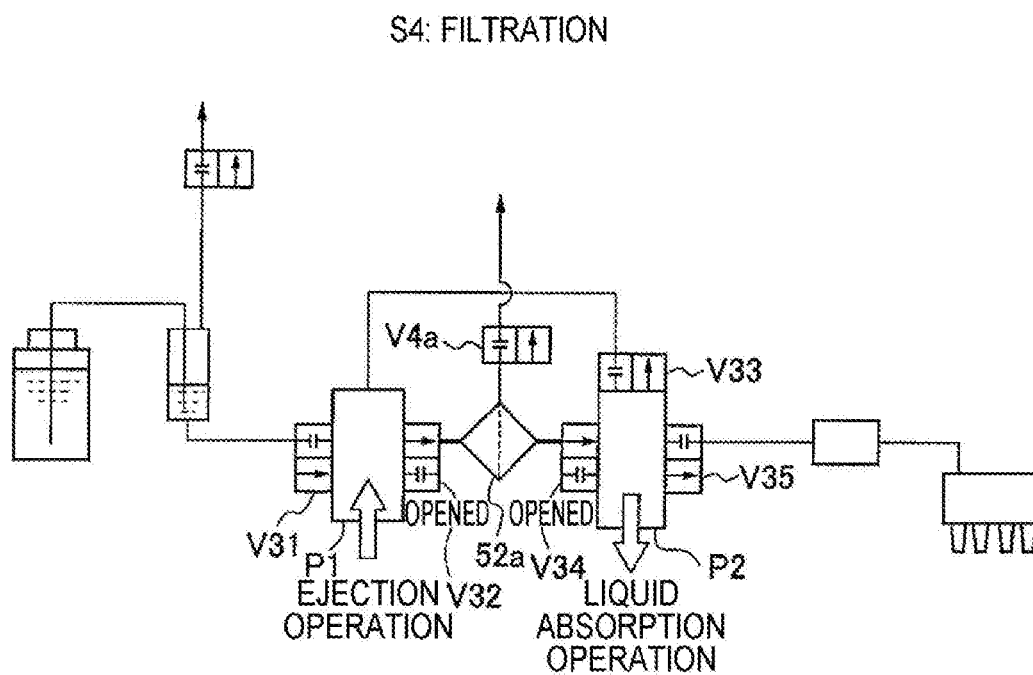 S4: FILTRATION
V4a
V33
V31
P1
OPENED
V32
52a
OPENED
V34
V35
P2
EJECTION
OPERATION
LIQUID
ABSORPTION
OPERATION